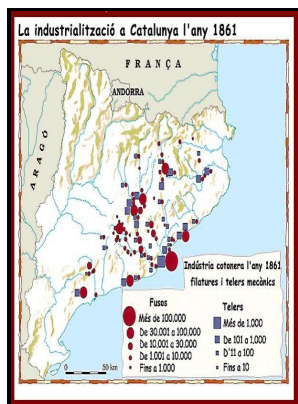 La industrialització a Catalunya l'any 1861
FRANÇA
ANDORRA
ARAGÓ
Indústria cotonera l'any 1861
filatures i telers mecànics
Fusos
Més de 100.000
De 30.001 a 100.000
De 10.001 a 30.000
De 1.001 a 10.000
Fins a 1.000
Telers
Més de 1.000
De 101 a 1.000
D'11 a 100
Fins a 10
0 50 km